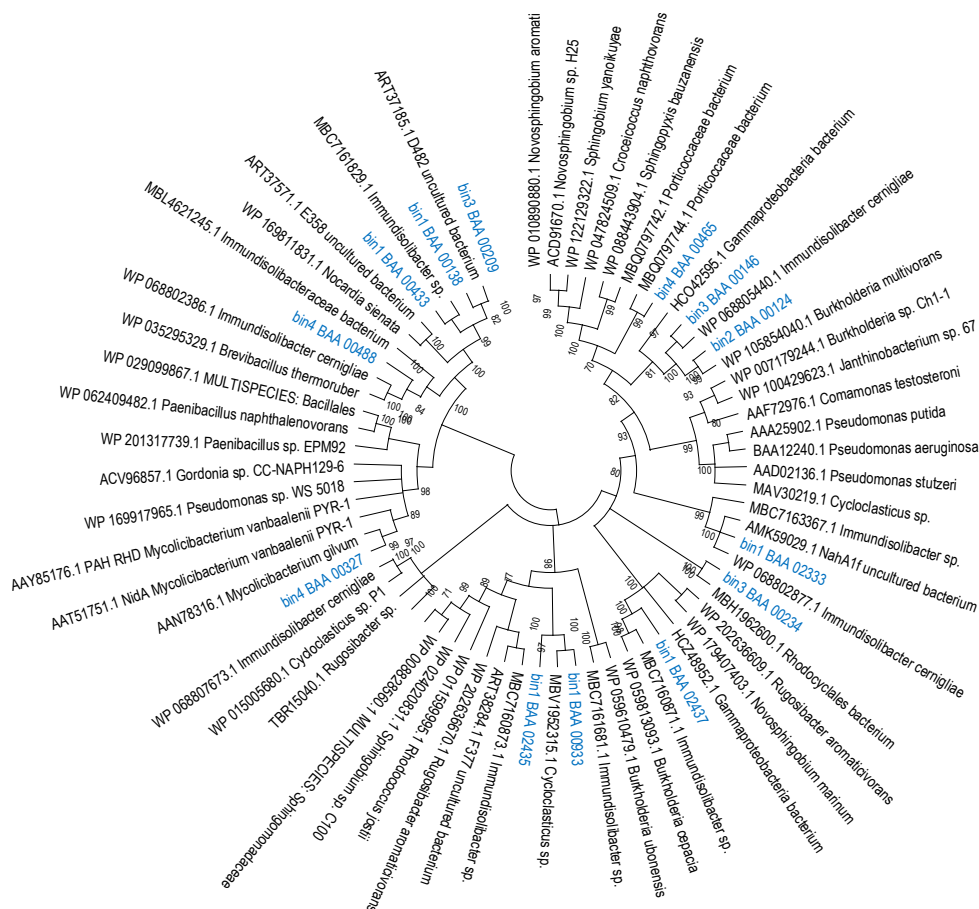 WP 010890880.1 Novosphingobium aromati
ACD91670.1 Novosphingobium sp. H25
WP 122129322.1 Sphingobium yanoikuyae
WP 047824509.1 Croceicoccus naphthovorans
WP 088443904.1 Sphingopyxis bauzanensis
MBQ0797742.1 Porticoccaceae bacterium
MBQ0797744.1 Porticoccaceae bacterium
bin4 BAA 00465
HCO42595.1 Gammaproteobacteria bacterium
bin3 BAA 00146
WP 068805440.1 Immundisolibacter cernigliae
bin2 BAA 00124
WP 105854040.1 Burkholderia multivorans
WP 007179244.1 Burkholderia sp. Ch1-1
WP 100429623.1 Janthinobacterium sp. 67
AAF72976.1 Comamonas testosteroni
AAA25902.1 Pseudomonas putida
BAA12240.1 Pseudomonas aeruginosa
AAD02136.1 Pseudomonas stutzeri
MAV30219.1 Cycloclasticus sp.
MBC7163367.1 Immundisolibacter sp.
AMK59029.1 NahA1f uncultured bacterium
bin1 BAA 02333
WP 068802877.1 Immundisolibacter cernigliae
bin3 BAA 00234
MBH1962600.1 Rhodocyclales bacterium
WP 202636609.1 Rugosibacter aromaticivorans
WP 179407403.1 Novosphingobium marinum
HCZ48952.1 Gammaproteobacteria bacterium
bin1 BAA 02437
MBC7160871.1 Immundisolibacter sp.
WP 059813093.1 Burkholderia cepacia
WP 059610479.1 Burkholderia ubonensis
MBC7161681.1 Immundisolibacter sp.
bin1 BAA 00933
MBV1952315.1 Cycloclasticus sp.
bin1 BAA 02435
MBC7160873.1 Immundisolibacter sp.
ART38284.1 F377 uncultured bacterium
WP 202636670.1 Rugosibacter aromaticivorans
WP 011599005.1 Rhodococcus jostii
WP 024020831.1 Sphingobium sp. C100
WP 008828560.1 MULTISPECIES: Sphingomonadaceae
TBR15040.1 Rugosibacter sp.
WP 015005680.1 Cycloclasticus sp. P1
WP 068807673.1 Immundisolibacter cernigliae
bin4 BAA 00327
AAN78316.1 Mycolicibacterium gilvum
AAT51751.1 NidA Mycolicibacterium vanbaalenii PYR-1
AAY85176.1 PAH RHD Mycolicibacterium vanbaalenii PYR-1
WP 169917965.1 Pseudomonas sp. WS 5018
ACV96857.1 Gordonia sp. CC-NAPH129-6
WP 201317739.1 Paenibacillus sp. EPM92
WP 062409482.1 Paenibacillus naphthalenovorans
WP 029099867.1 MULTISPECIES: Bacillales
WP 035295329.1 Brevibacillus thermoruber
WP 068802386.1 Immundisolibacter cernigliae
bin4 BAA 00488
MBL4621245.1 Immundisolibacteraceae bacterium
WP 169811831.1 Nocardia sienata
ART37571.1 E358 uncultured bacterium
bin1 BAA 00433
MBC7161829.1 Immundisolibacter sp.
bin1 BAA 00138
ART37185.1 D482 uncultured bacterium
bin3 BAA 00209